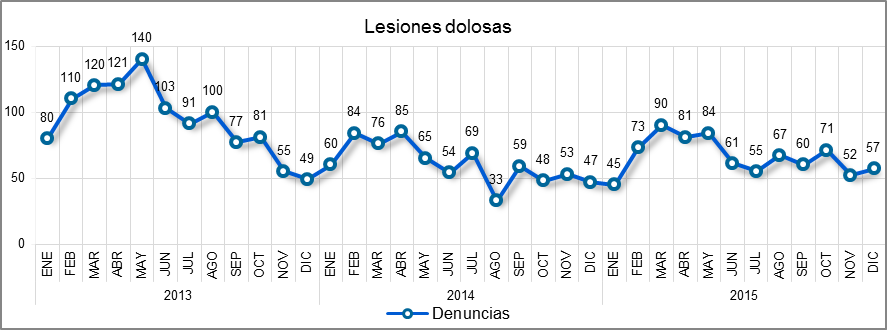 Lesiones dolosas
150
100
50
0
80 110 120 121 140 103 91 100 77 81 55 49 60 84 76 85 65 54 69 33 59 48 53 47 45 73 90 81 84 61 55 67 60 71 52 57
ENE FEB MAR ABR MAY JUN JUL AGO SEP OCT NOV DIC ENE FEB MAR ABR MAY JUN JUL AGO SEP OCT NOV DIC ENE FEB MAR ABR MAY JUN JUL AGO SEP OCT NOV DIC
2013 2014 2015
Denuncias